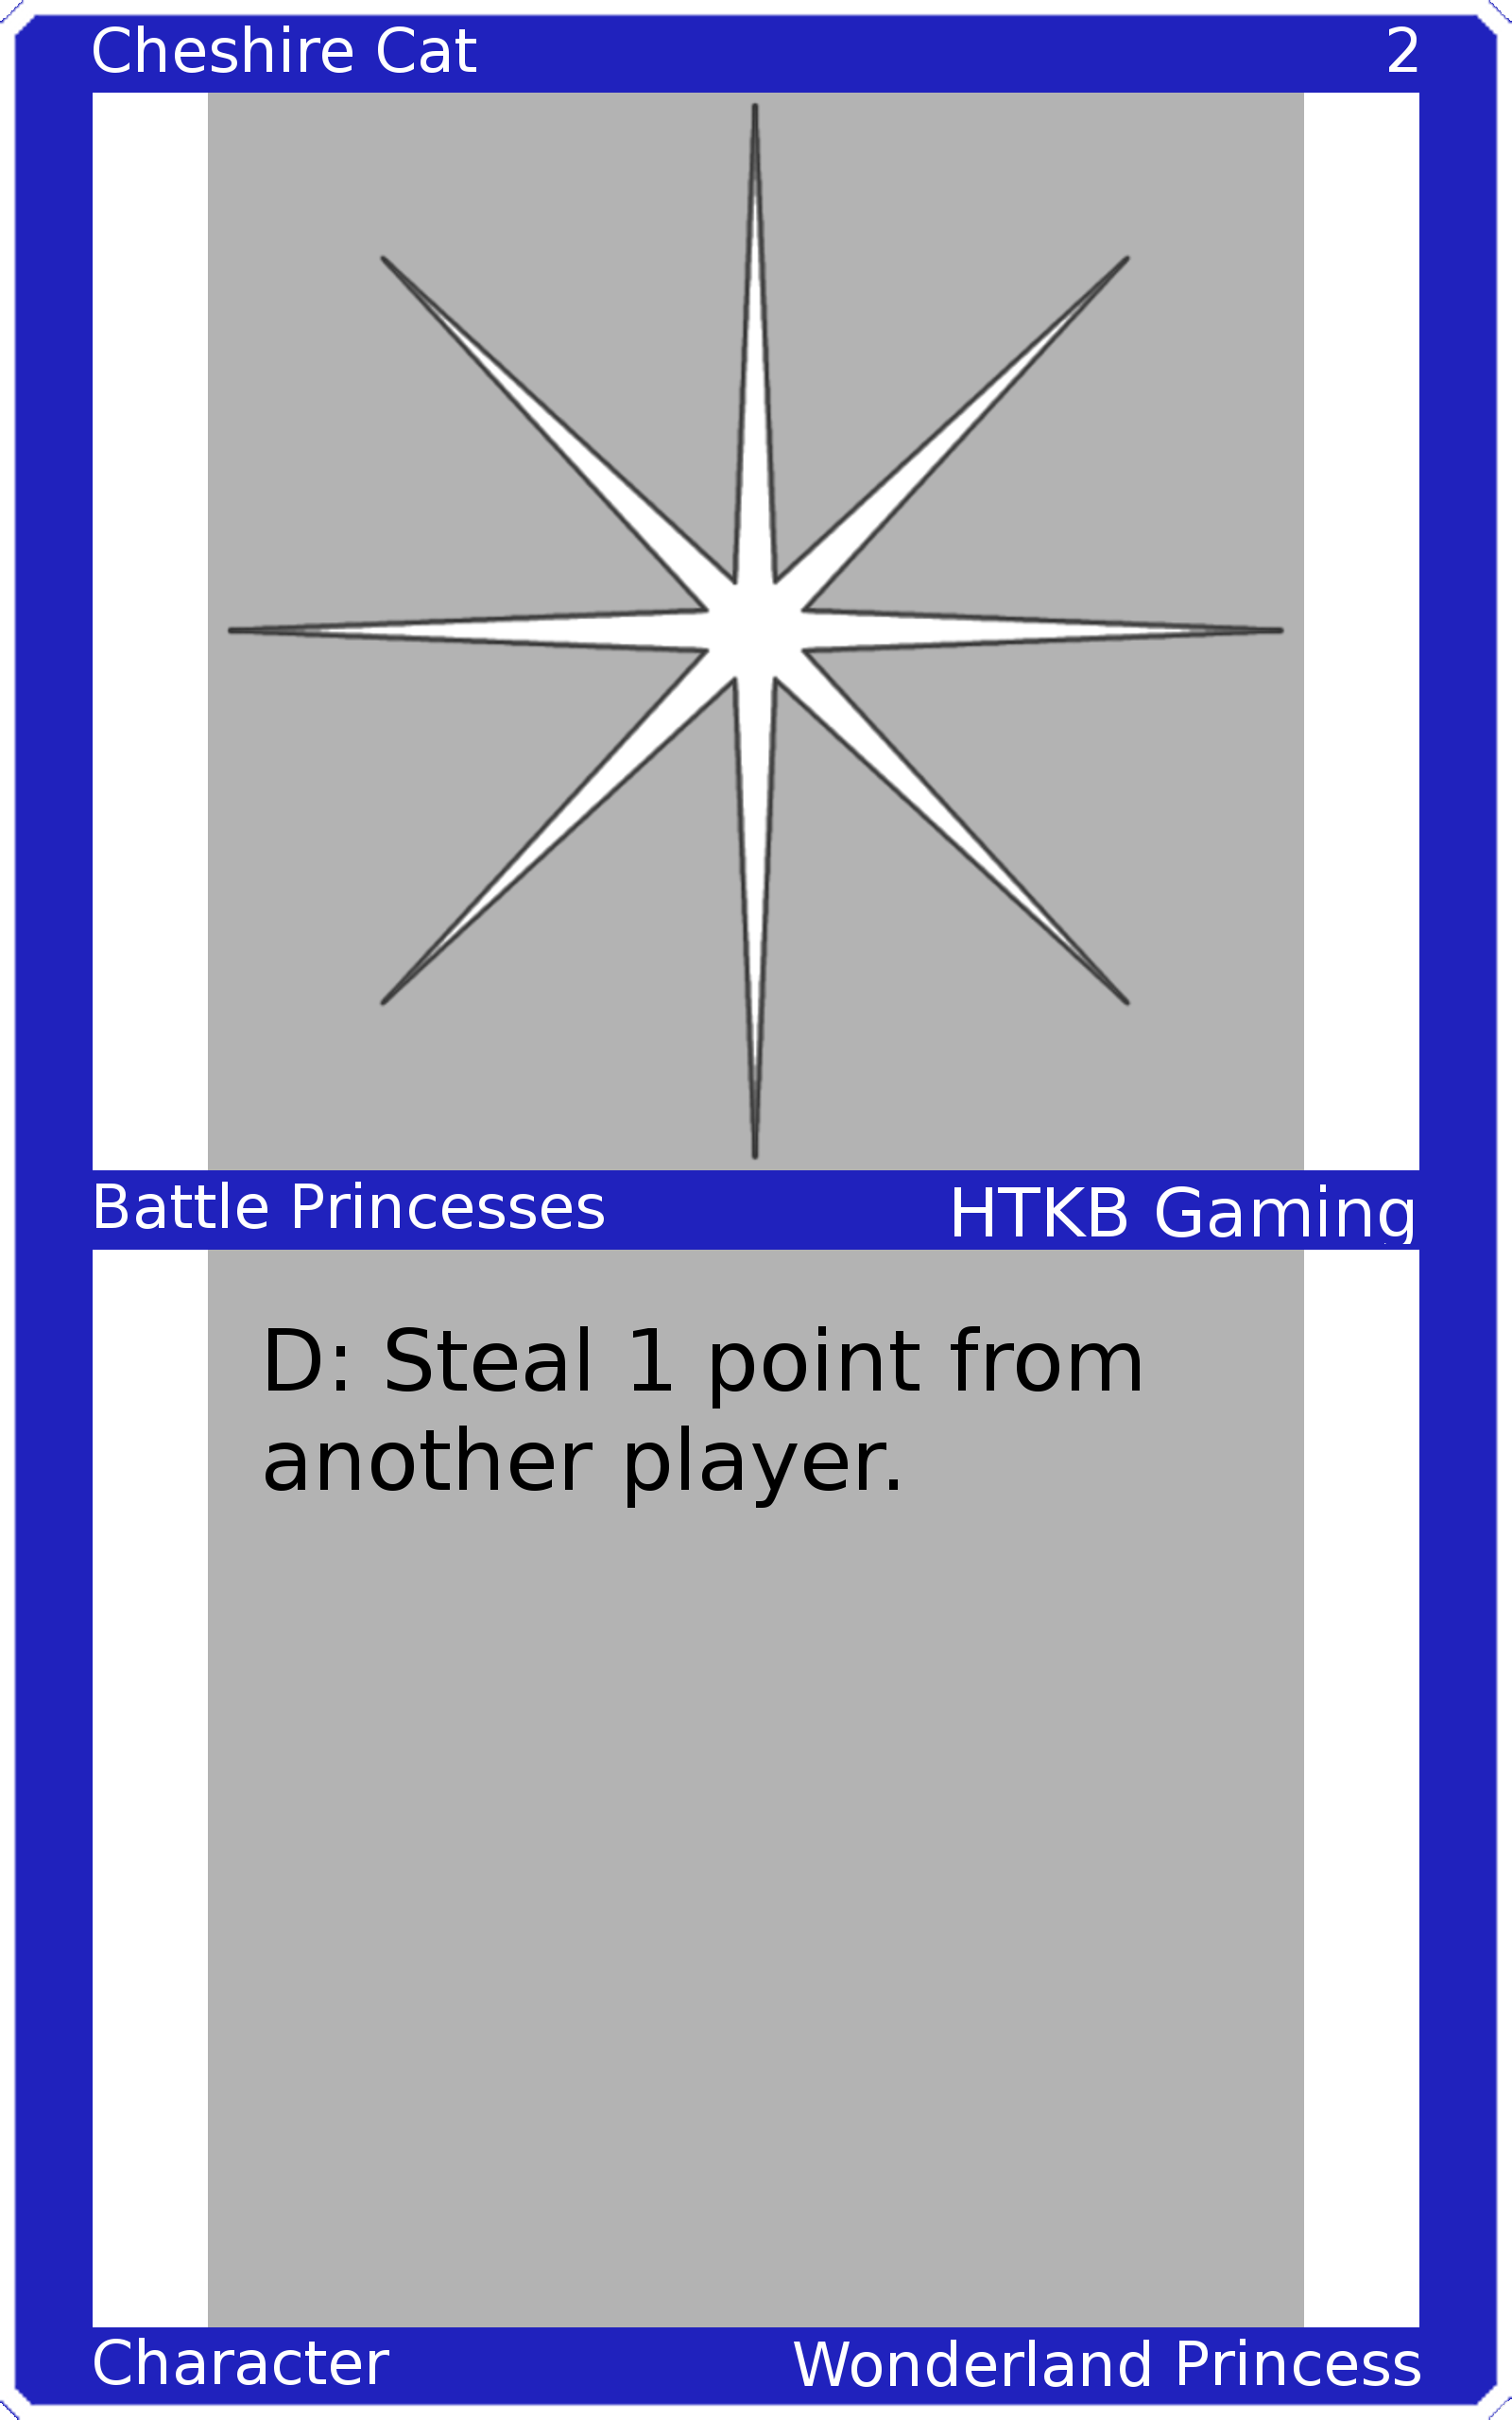 Cheshire Cat 2
Battle Princesses HTKB Gaming
D: Steal 1 point from
another player.
Character Wonderland Princess